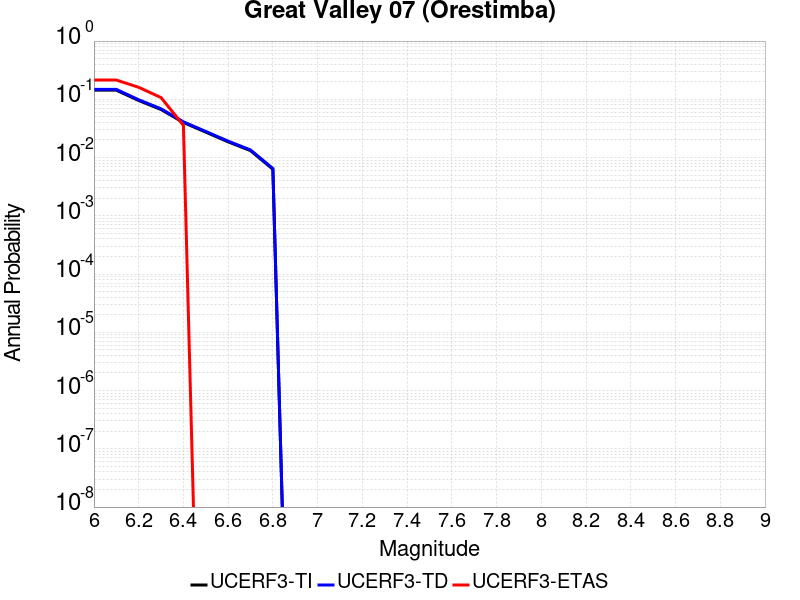 Great Valley 07 (Orestimba)
10^0
10^-1
10^-2
10^-3
10^-4
10^-5
10^-6
10^-7
10^-8
Annual Probability
6 6.2 6.4 6.6 6.8 7 7.2 7.4 7.6 7.8 8 8.2 8.4 8.6 8.8 9
Magnitude
UCERF3-TI UCERF3-TD UCERF3-ETAS